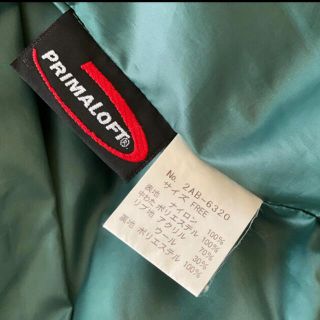 PRIMALOFT®
No. 2AB-6320
サイズ FREE
表地 ナイロン 100%
中わた ポリエステル 100%
リブ地 アクリル 70%
ウール 30%
裏地 ポリエステル 100%